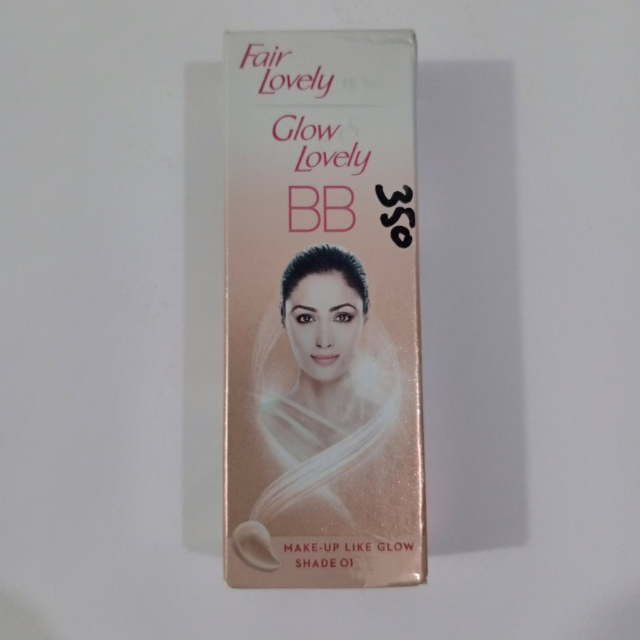 Fair
Lovely
Glow
Lovely
BB
350
MAKE-UP LIKE GLOW
SHADE 01